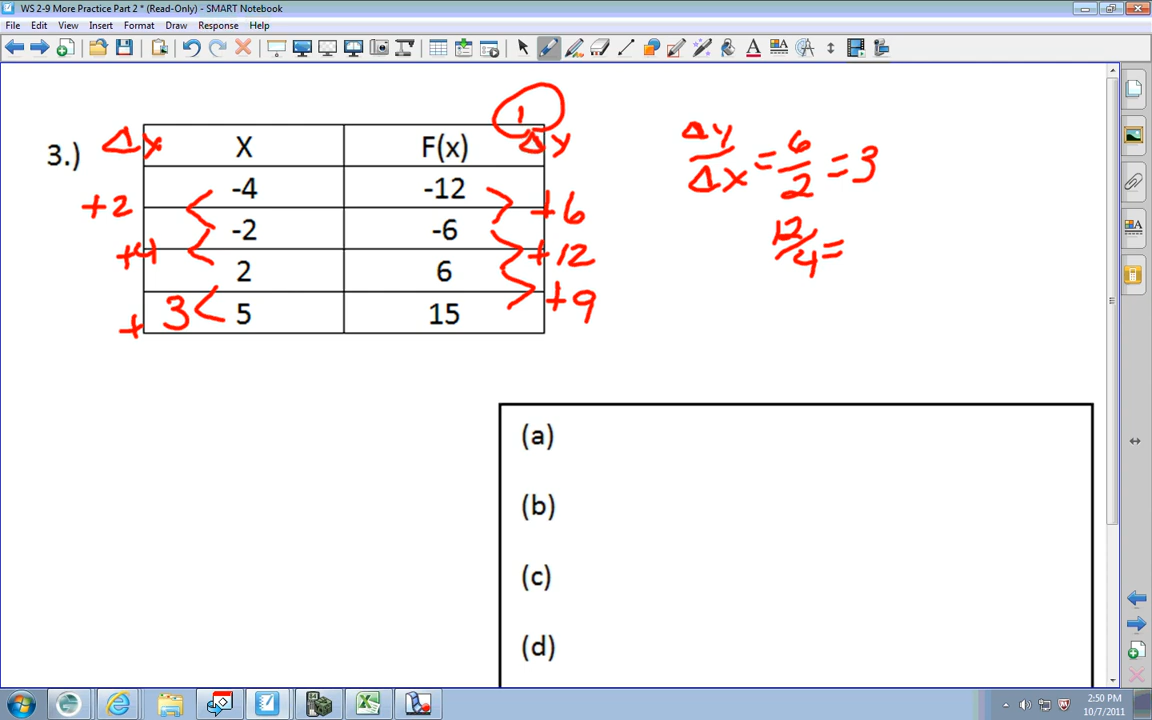 WS 2-9 More Practice Part 2 * (Read-Only) - SMART Notebook
File Edit View Insert Format Draw Response Help
3.)
Δx X F(x) 1 Δy
-4 -12
+2 +6
-2 -6
+4 +12
2 6
+3 +9
5 15
Δy/Δx = 6/2 = 3
12/4 =
(a)
(b)
(c)
(d)
2:50 PM
10/7/2011